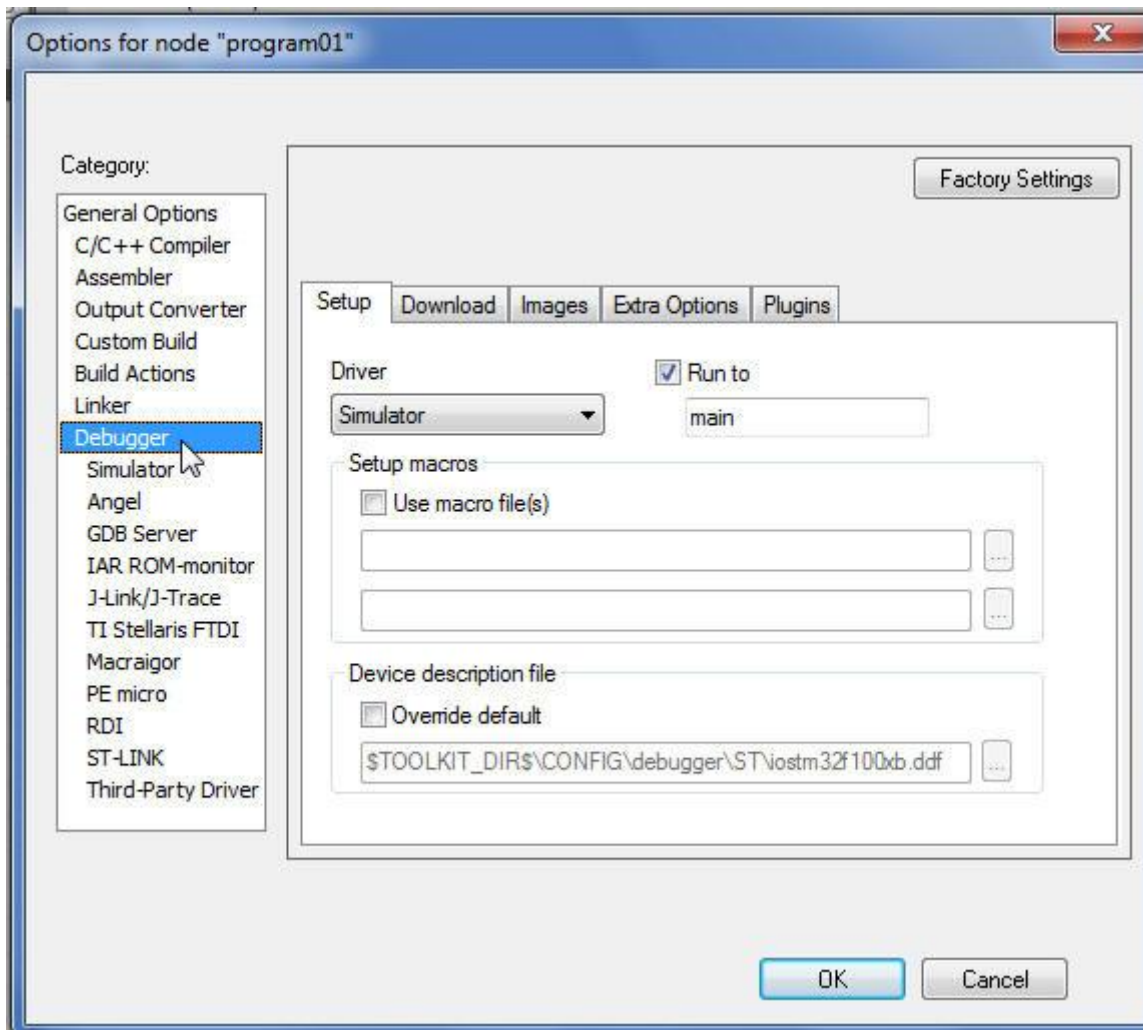 Options for node "program01"
Category:
General Options
C/C++ Compiler
Assembler
Output Converter
Custom Build
Build Actions
Linker
Debugger
Simulator
Angel
GDB Server
IAR ROM-monitor
J-Link/J-Trace
TI Stellaris FTDI
Macraigor
PE micro
RDI
ST-LINK
Third-Party Driver
Factory Settings
Setup Download Images Extra Options Plugins
Driver
Simulator
Run to
main
Setup macros
Use macro file(s)
...
...
Device description file
Override default
$TOOLKIT_DIR$\CONFIG\debugger\ST\iostm32f100xb.ddf
...
OK Cancel